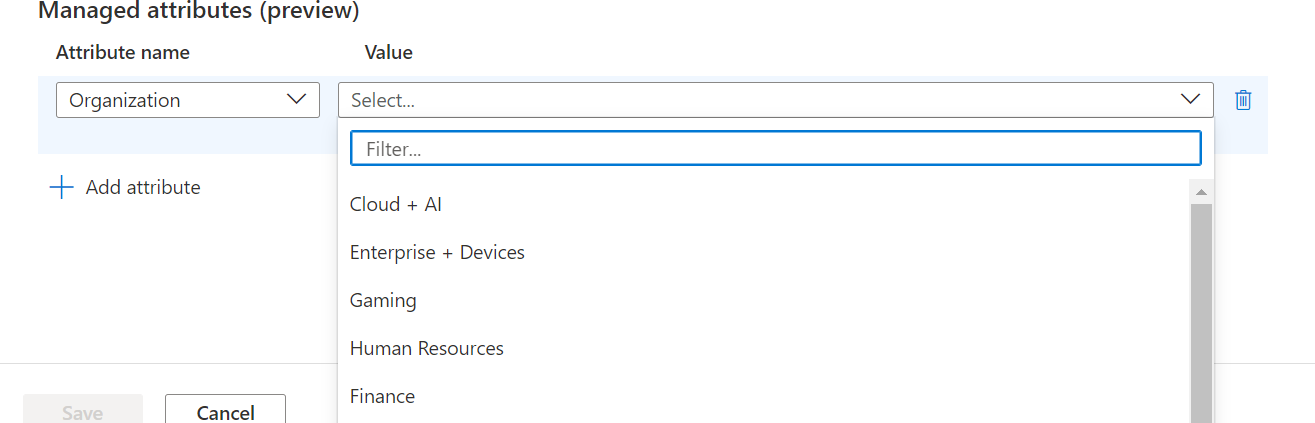 Managed attributes (preview)
Attribute name Value
Organization Select...
Filter...
Add attribute
Cloud + AI
Enterprise + Devices
Gaming
Human Resources
Finance
Save Cancel